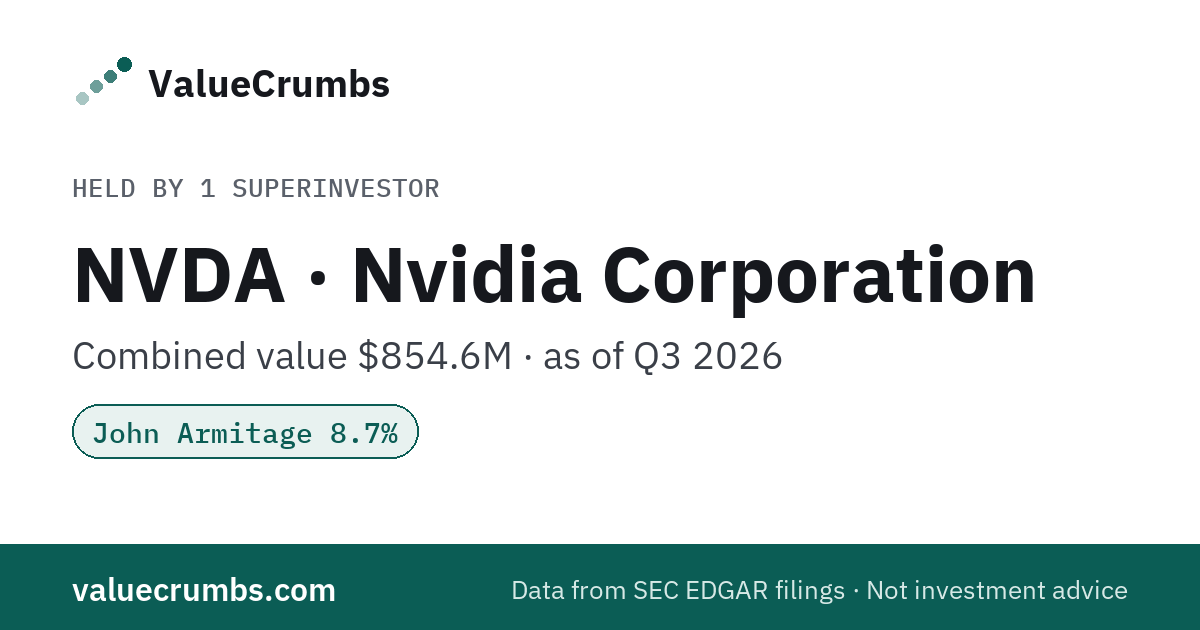 ValueCrumbs
HELD BY 1 SUPERINVESTOR
NVDA · Nvidia Corporation
Combined value $854.6M · as of Q3 2026
John Armitage 8.7%
valuecrumbs.com
Data from SEC EDGAR filings · Not investment advice